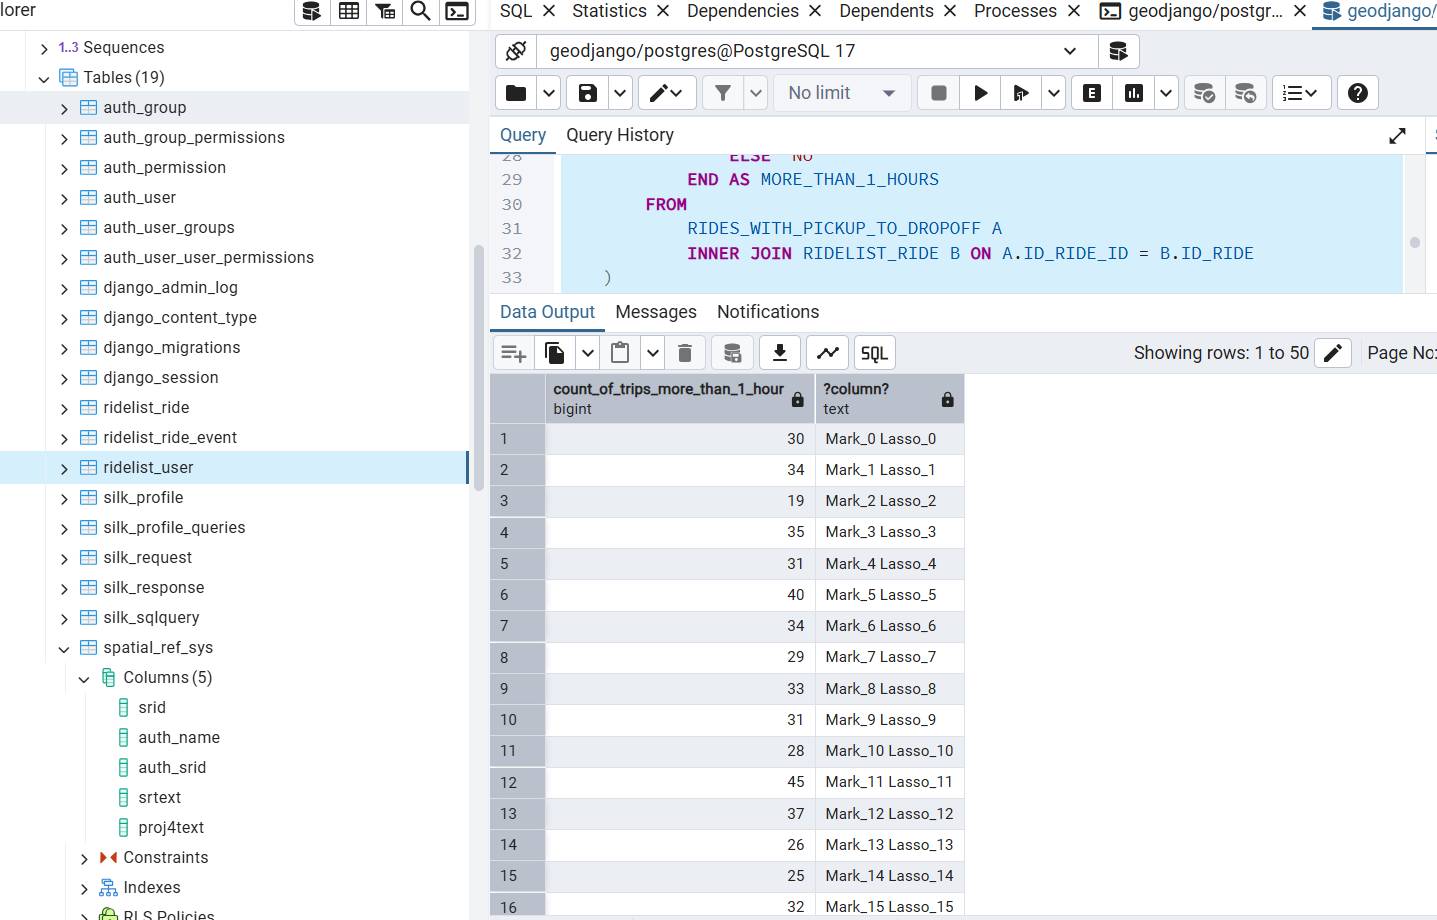 lorer
1..3 Sequences
Tables (19)
auth_group
auth_group_permissions
auth_permission
auth_user
auth_user_groups
auth_user_user_permissions
django_admin_log
django_content_type
django_migrations
django_session
ridelist_ride
ridelist_ride_event
ridelist_user
silk_profile
silk_profile_queries
silk_request
silk_response
silk_sqlquery
spatial_ref_sys
Columns (5)
srid
auth_name
auth_srid
srtext
proj4text
Constraints
Indexes
RLS Policies
SQL Statistics Dependencies Dependents Processes geodjango/postgr... geodjango/
geodjango/postgres@PostgreSQL 17
No limit E
Query Query History
28 ELSE 'NO'
29 END AS MORE_THAN_1_HOURS
30 FROM
31 RIDES_WITH_PICKUP_TO_DROPOFF A
32 INNER JOIN RIDELIST_RIDE B ON A.ID_RIDE_ID = B.ID_RIDE
33 )
Data Output Messages Notifications
SQL Showing rows: 1 to 50 Page No:
count_of_trips_more_than_1_hour ?column?
bigint text
1 30 Mark_0 Lasso_0
2 34 Mark_1 Lasso_1
3 19 Mark_2 Lasso_2
4 35 Mark_3 Lasso_3
5 31 Mark_4 Lasso_4
6 40 Mark_5 Lasso_5
7 34 Mark_6 Lasso_6
8 29 Mark_7 Lasso_7
9 33 Mark_8 Lasso_8
10 31 Mark_9 Lasso_9
11 28 Mark_10 Lasso_10
12 45 Mark_11 Lasso_11
13 37 Mark_12 Lasso_12
14 26 Mark_13 Lasso_13
15 25 Mark_14 Lasso_14
16 32 Mark_15 Lasso_15